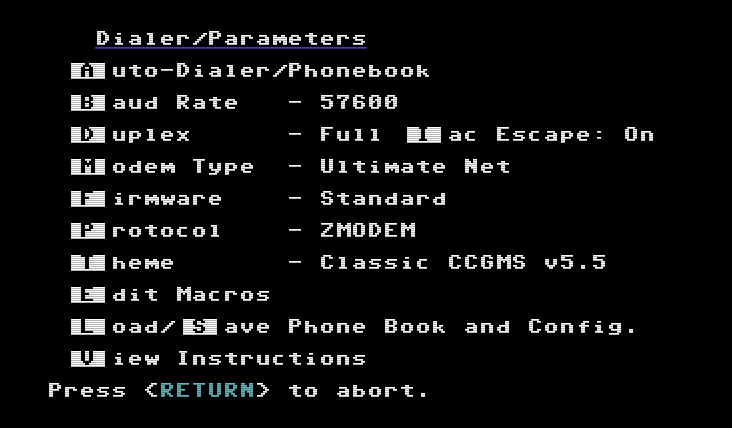 Dialer/Parameters
Auto-Dialer/Phonebook
Baud Rate - 57600
Duplex - Full Iac Escape: On
Modem Type - Ultimate Net
Firmware - Standard
Protocol - ZMODEM
Theme - Classic CCGMS v5.5
Edit Macros
Load/Save Phone Book and Config.
View Instructions
Press <RETURN> to abort.